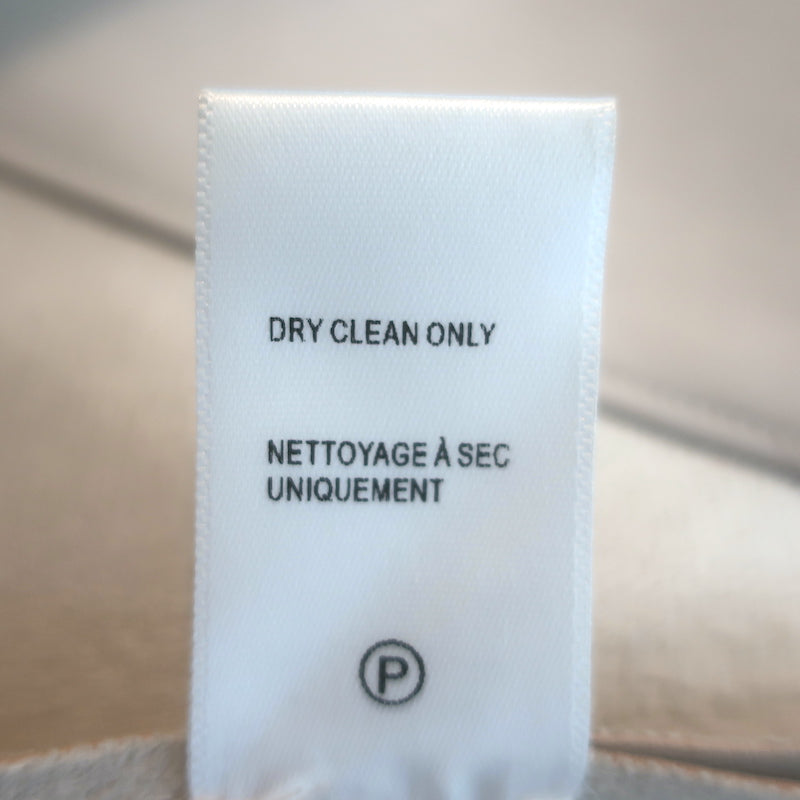 DRY CLEAN ONLY
NETTOYAGE À SEC
UNIQUEMENT
P